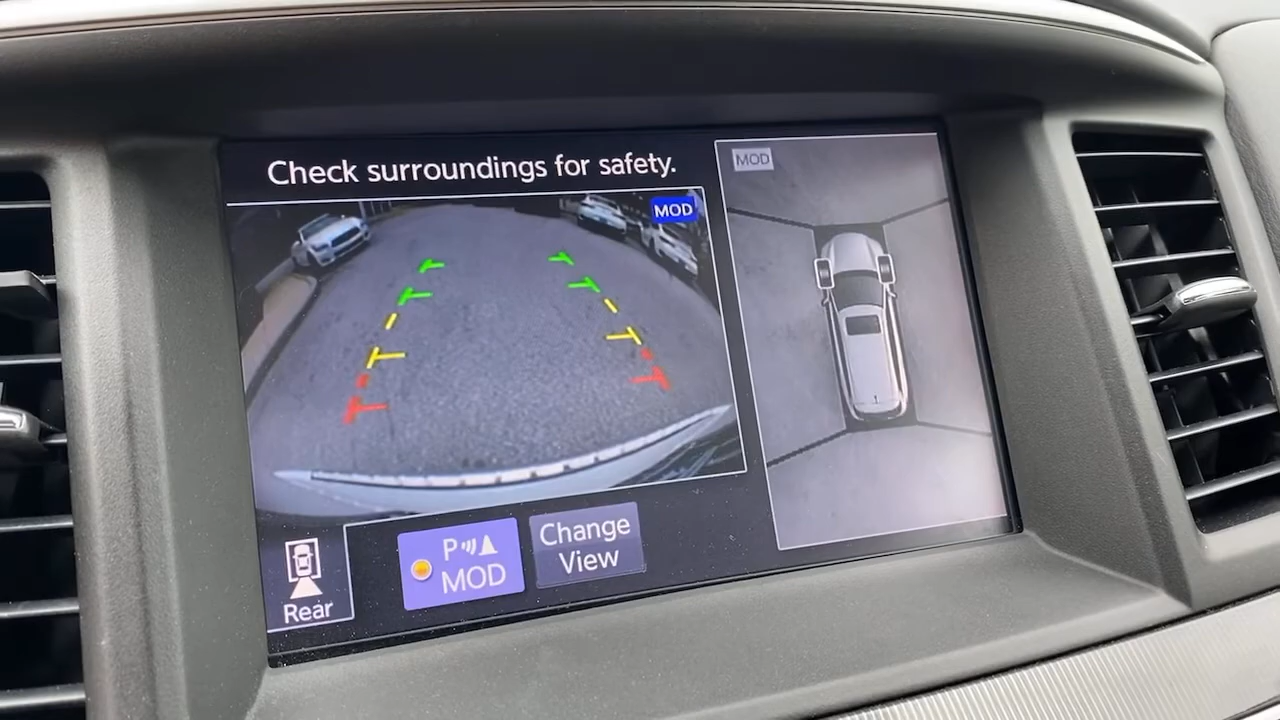 Check surroundings for safety.
MOD
MOD
Rear
P
MOD
Change
View